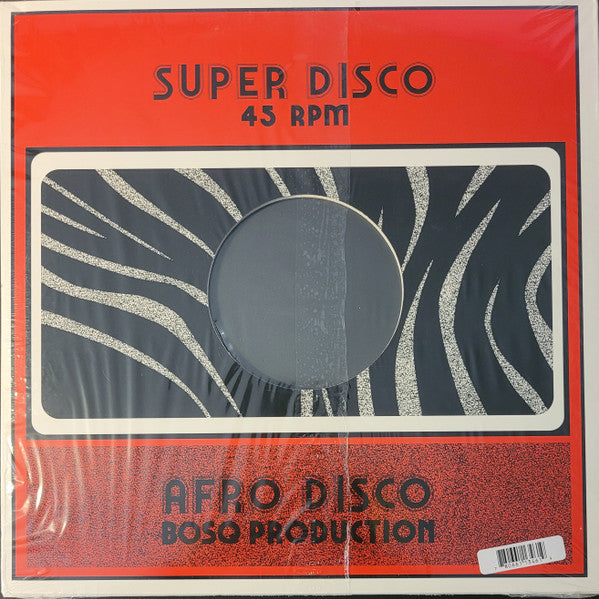 SUPER DISCO
45 RPM
AFRO DISCO
BOSQ PRODUCTION